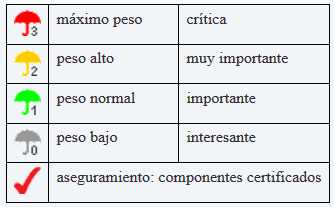 3 máximo peso crítica
2 peso alto muy importante
1 peso normal importante
0 peso bajo interesante
aseguramiento: componentes certificados